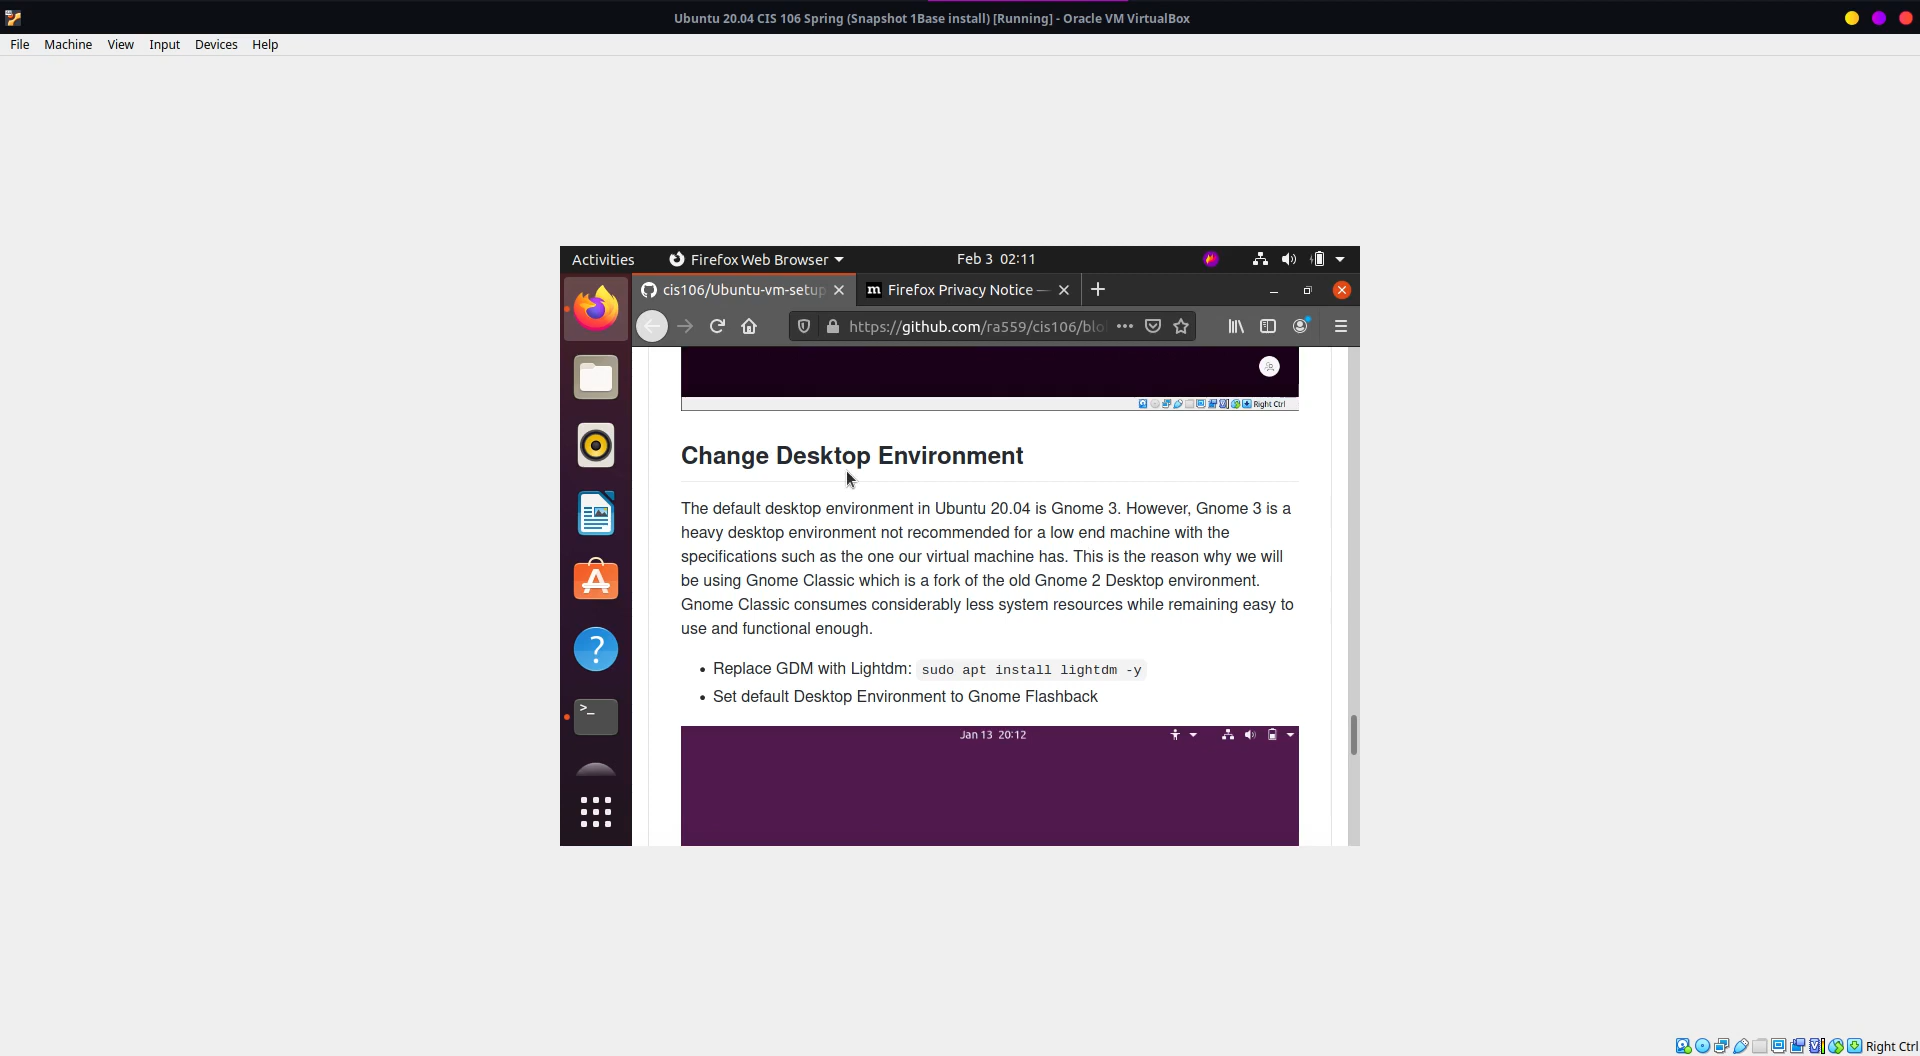 Ubuntu 20.04 CIS 106 Spring (Snapshot 1Base install) [Running] - Oracle VM VirtualBox
File Machine View Input Devices Help
Activities Firefox Web Browser Feb 3 02:11
cis106/Ubuntu-vm-setup Firefox Privacy Notice —
https://github.com/ra559/cis106/blo
Right Ctrl
Change Desktop Environment
The default desktop environment in Ubuntu 20.04 is Gnome 3. However, Gnome 3 is a
heavy desktop environment not recommended for a low end machine with the
specifications such as the one our virtual machine has. This is the reason why we will
be using Gnome Classic which is a fork of the old Gnome 2 Desktop environment.
Gnome Classic consumes considerably less system resources while remaining easy to
use and functional enough.
• Replace GDM with Lightdm: sudo apt install lightdm -y
• Set default Desktop Environment to Gnome Flashback
Jan 13 20:12
Right Ctrl